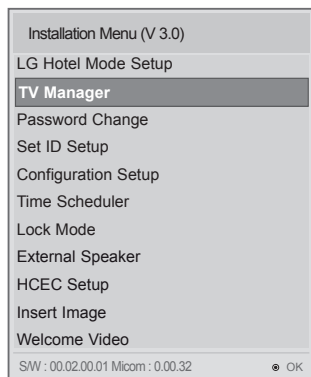 Installation Menu (V 3.0)
LG Hotel Mode Setup
TV Manager
Password Change
Set ID Setup
Configuration Setup
Time Scheduler
Lock Mode
External Speaker
HCEC Setup
Insert Image
Welcome Video
S/W : 00.02.00.01 Micom : 0.00.32 ◉ OK